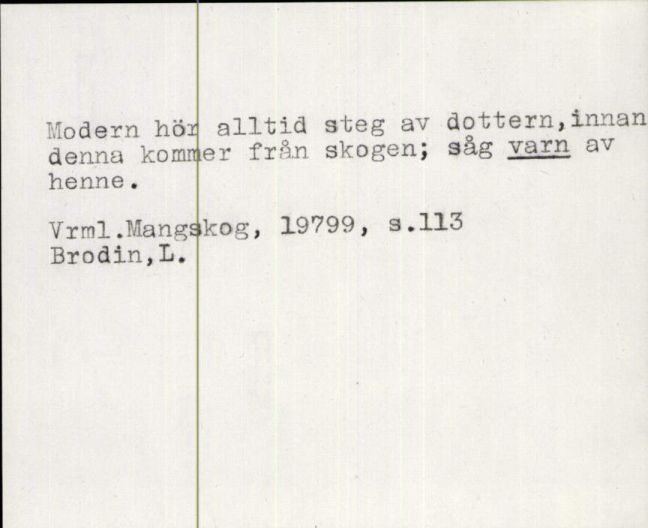 Modern hör alltid steg av dottern,innan
denna kommer från skogen; såg varn av
henne.
Vrml.Mangskog, 19799, s.113
Brodin,L.